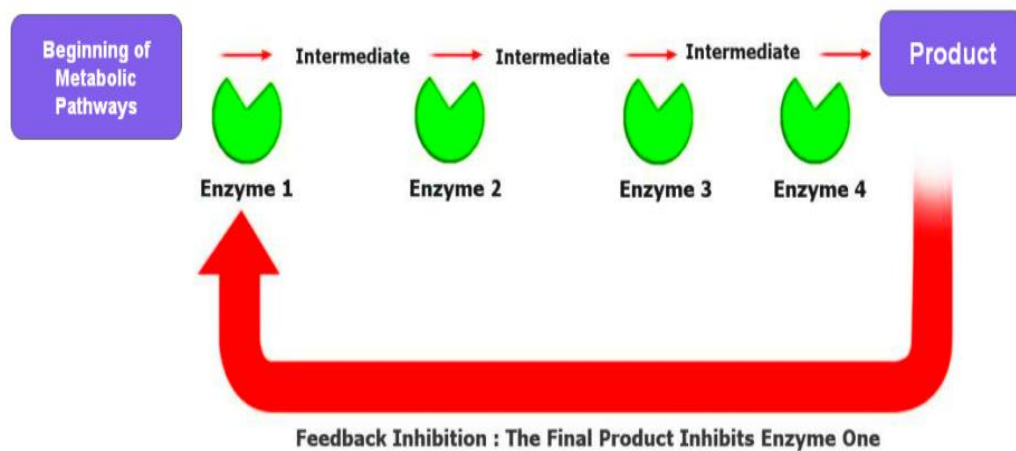 Beginning of
Metabolic
Pathways
Intermediate
Intermediate
Intermediate
Product
Enzyme 1
Enzyme 2
Enzyme 3
Enzyme 4
Feedback Inhibition : The Final Product Inhibits Enzyme One